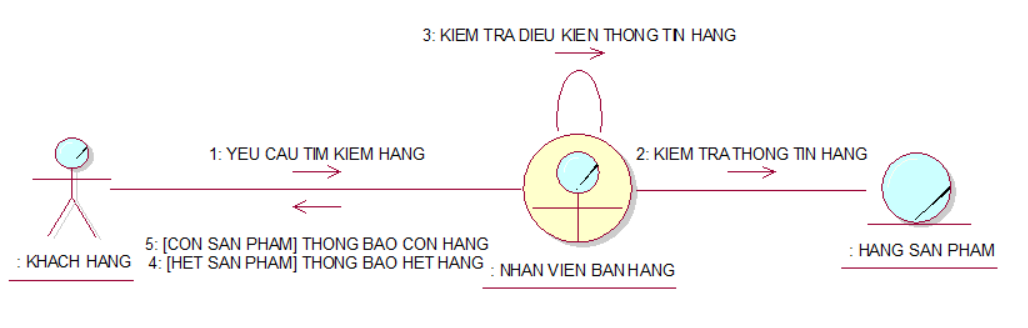 3: KIEM TRA DIEU KIEN THONG TIN HANG
1: YEU CAU TIM KIEM HANG
2: KIEM TRA THONG TIN HANG
5: [CON SAN PHAM] THONG BAO CON HANG
4: [HET SAN PHAM] THONG BAO HET HANG
: KHACH HANG
: NHAN VIEN BAN HANG
: HANG SAN PHAM